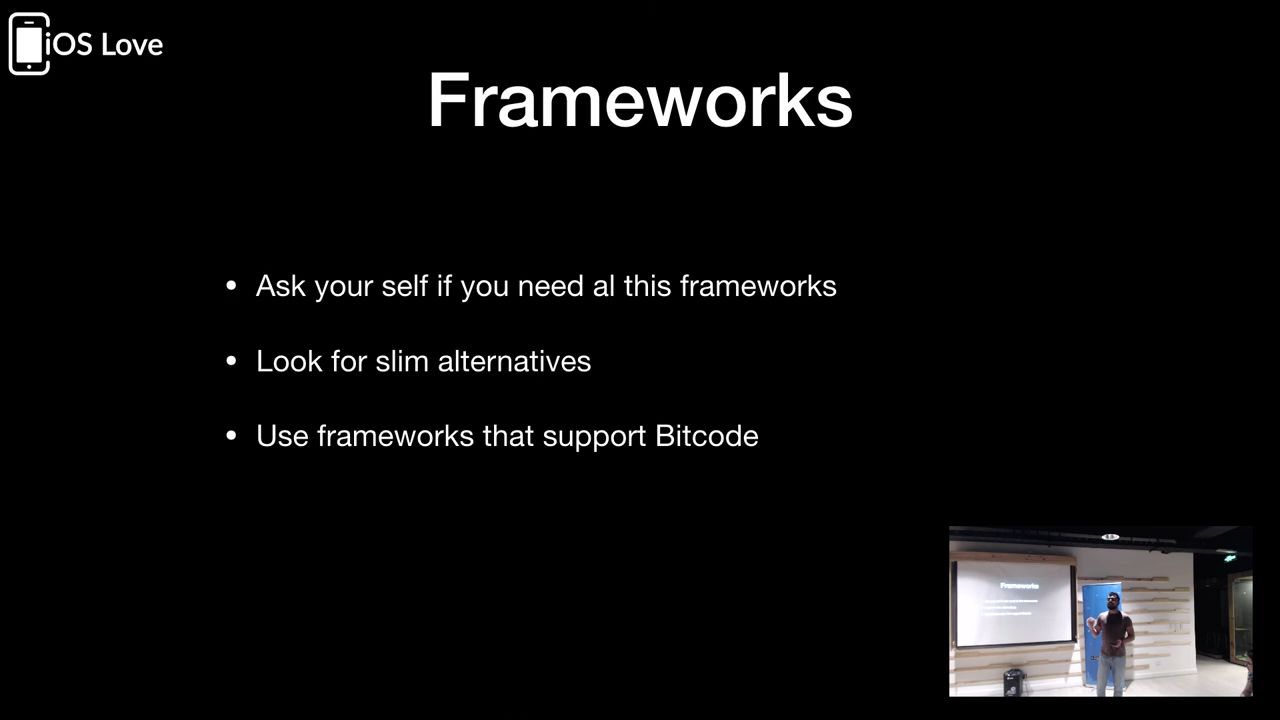 iOS Love
Frameworks
• Ask your self if you need al this frameworks
• Look for slim alternatives
• Use frameworks that support Bitcode
Frameworks